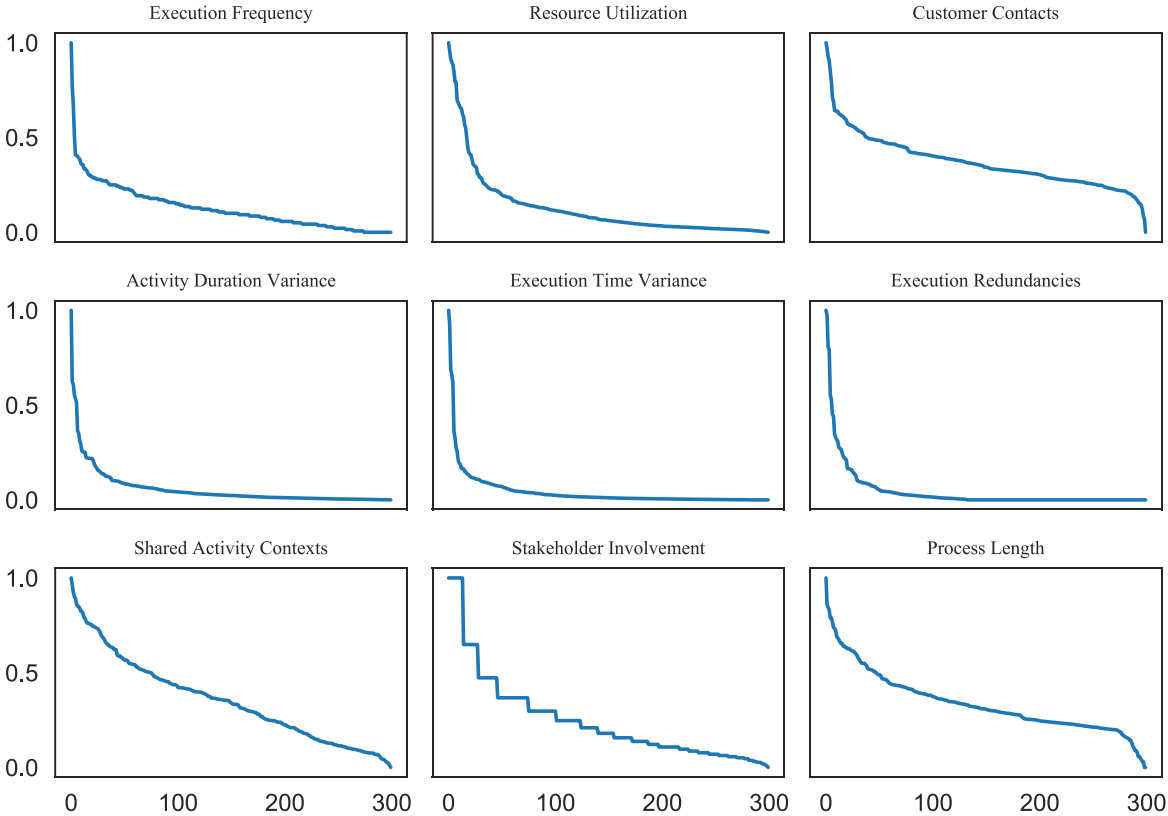 Execution Frequency Resource Utilization Customer Contacts
1.0
0.5
0.0
Activity Duration Variance Execution Time Variance Execution Redundancies
1.0
0.5
0.0
Shared Activity Contexts Stakeholder Involvement Process Length
1.0
0.5
0.0
0 100 200 300 0 100 200 300 0 100 200 300